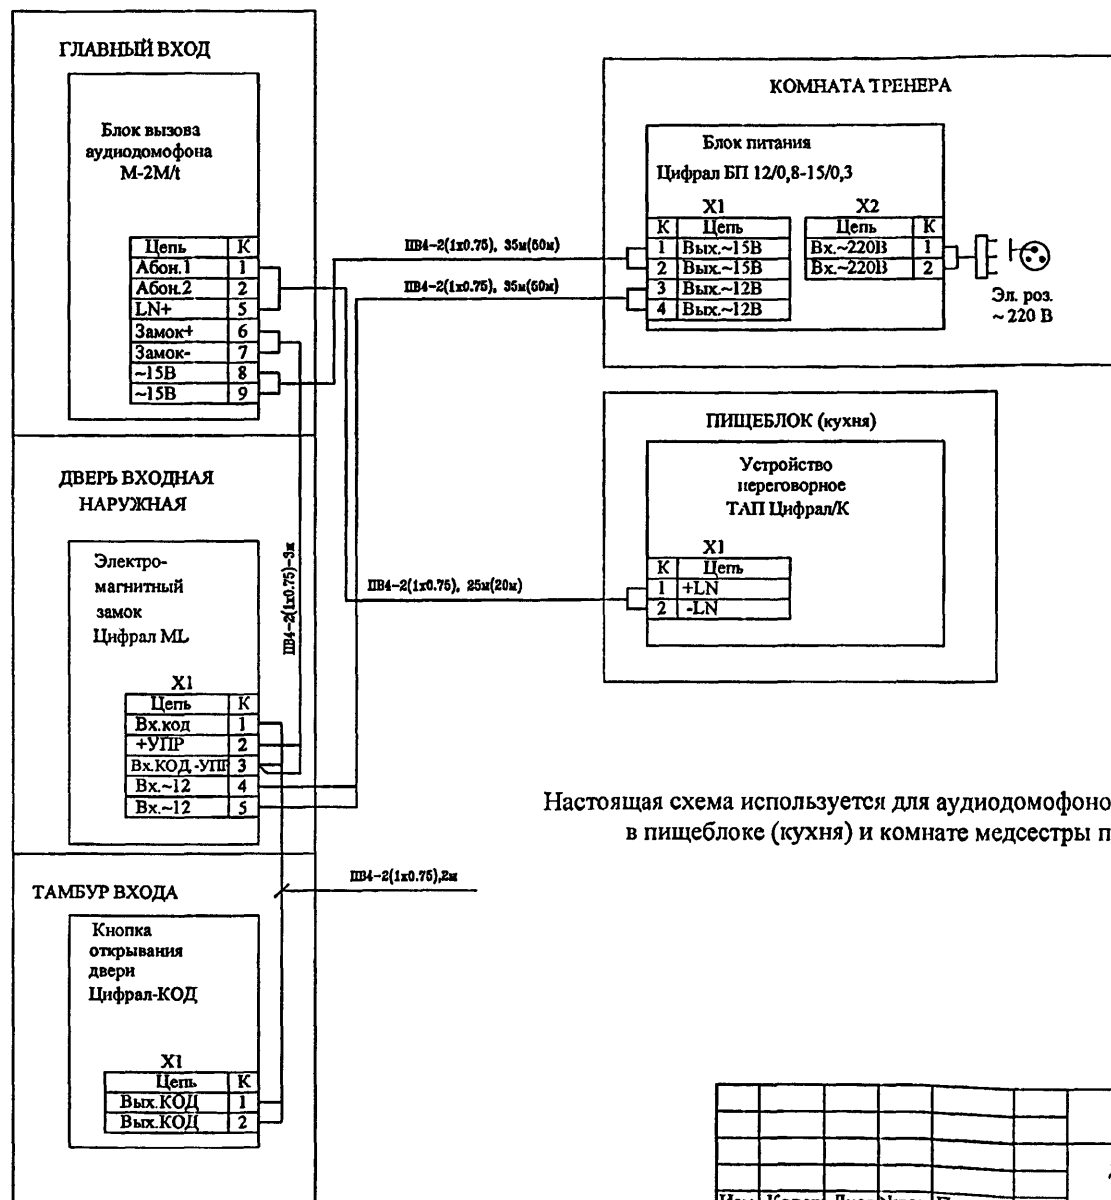 ГЛАВНЫЙ ВХОД
Блок вызова
аудиодомофона
М-2М/t
Цепь К
Абон.1 1
Абон.2 2
LN+ 5
Замок+ 6
Замок- 7
~15В 8
~15В 9
ДВЕРЬ ВХОДНАЯ
НАРУЖНАЯ
Электро-
магнитный
замок
Цифрал ML
X1
Цепь К
Вх.код 1
+УПР 2
Вх.КОД,-УПР 3
Вх.~12 4
Вх.~12 5
ТАМБУР ВХОДА
Кнопка
открывания
двери
Цифрал-КОД
X1
Цепь К
Вых.КОД 1
Вых.КОД 2
ПВ4-2(1х0.75)-3м
ПВ4-2(1х0.75), 35м(50м)
ПВ4-2(1х0.75), 35м(50м)
ПВ4-2(1х0.75), 25м(20м)
ПВ4-2(1х0.75),2м
КОМНАТА ТРЕНЕРА
Блок питания
Цифрал БП 12/0,8-15/0,3
X1
К Цепь
1 Вых.~15В
2 Вых.~15В
3 Вых.~12В
4 Вых.~12В
X2
Цепь К
Вх.~220В 1
Вх.~220В 2
Эл. роз.
~ 220 В
ПИЩЕБЛОК (кухня)
Устройство
переговорное
ТАП Цифрал/К
X1
К Цепь
1 +LN
2 -LN
Настоящая схема используется для аудиодомофоно
в пищеблоке (кухня) и комнате медсестры п